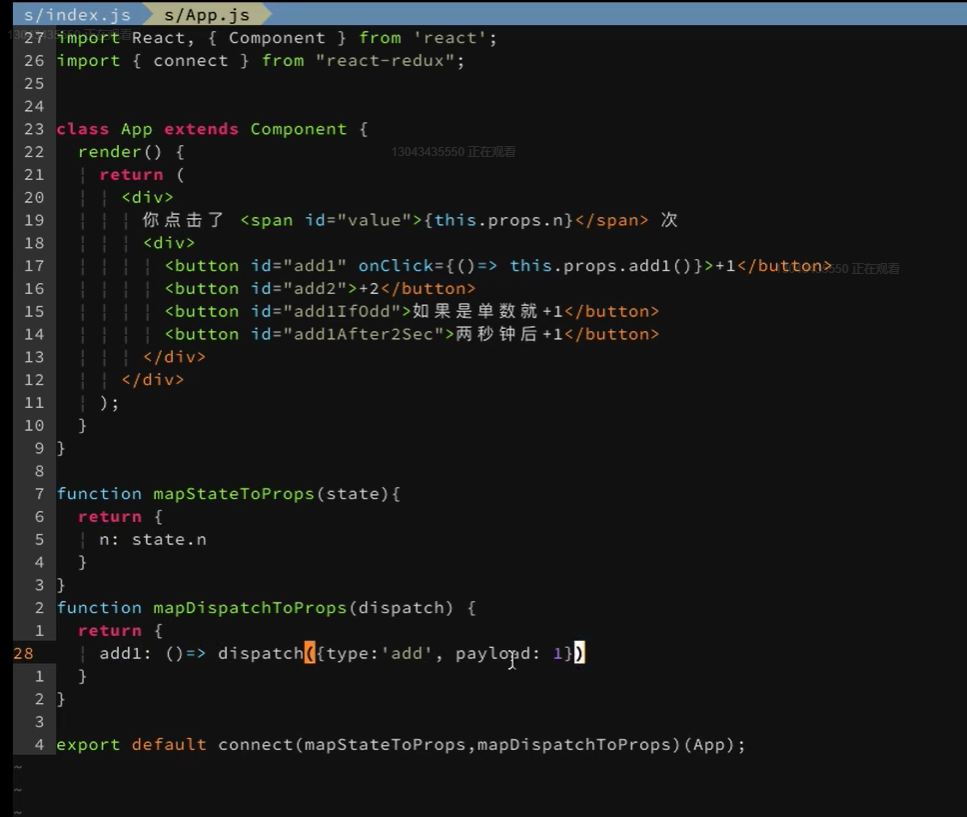 s/index.js s/App.js
27 import React, { Component } from 'react';
26 import { connect } from "react-redux";
25
24
23 class App extends Component {
22 render() {
21 return (
20 <div>
19 你点击了 <span id="value">{this.props.n}</span> 次
18 <div>
17 <button id="add1" onClick={()=> this.props.add1()}>+1</button>
16 <button id="add2">+2</button>
15 <button id="add1IfOdd">如果是单数就+1</button>
14 <button id="add1After2Sec">两秒钟后+1</button>
13 </div>
12 </div>
11 );
10 }
9 }
8
7 function mapStateToProps(state){
6 return {
5 n: state.n
4 }
3 }
2 function mapDispatchToProps(dispatch) {
1 return {
28 add1: ()=> dispatch({type:'add', payload: 1})
1 }
2 }
3
4 export default connect(mapStateToProps,mapDispatchToProps)(App);
~
~
~
13043435550 正在观看